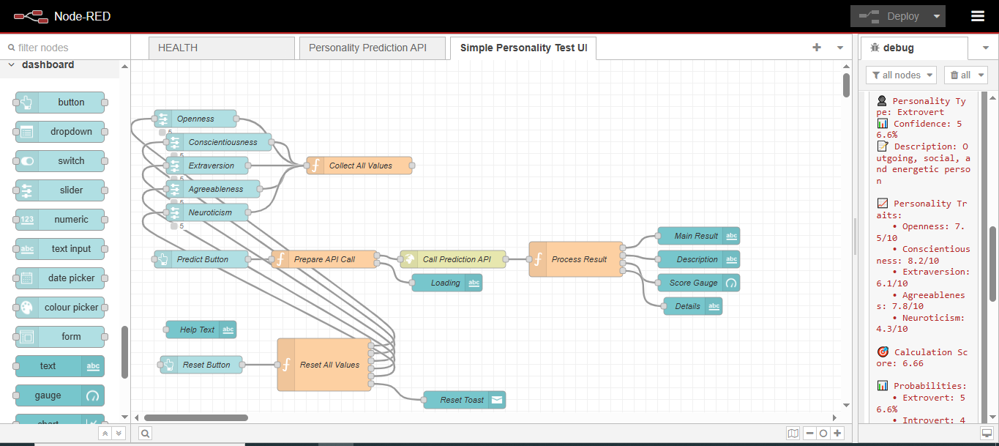 Node-RED
Deploy
filter nodes
HEALTH
Personality Prediction API
Simple Personality Test UI
debug
dashboard
all nodes
all
button
dropdown
switch
slider
123 numeric
abc text input
date picker
colour picker
form
text abc
gauge
chart
Openness
5
Conscientiousness
5
Extraversion
5
Agreeableness
5
Neuroticism
5
Collect All Values
Predict Button
Prepare API Call
Call Prediction API
Loading abc
Process Result
Main Result abc
Description abc
Score Gauge
Details abc
Help Text abc
Reset Button
Reset All Values
Reset Toast
👤 Personality Ty
pe: Extrovert
📊 Confidence: 5
6.6%
📝 Description: O
utgoing, social, a
nd energetic perso
n
📈 Personality Tr
aits:
• Openness: 7.
5/10
• Conscientious
ness: 8.2/10
• Extraversion:
6.1/10
• Agreeablenes
s: 7.8/10
• Neuroticism:
4.3/10
🎯 Calculation Sc
ore: 6.66
📊 Probabilities:
• Extrovert: 5
6.6%
• Introvert: 4